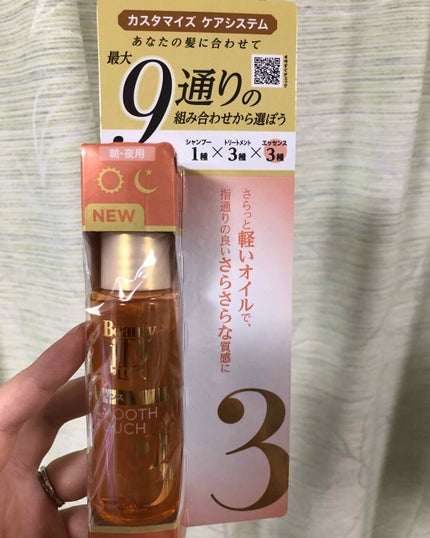 カスタマイズ ケアシステム
あなたの髪に合わせて
最大
9通りの
組み合わせから選ぼう
シャンプー トリートメント エッセンス
1種×3種×3種
朝・夜用
NEW
さらっと軽いオイルで、
指通りの良いさらさらな質感に
3
Beauty